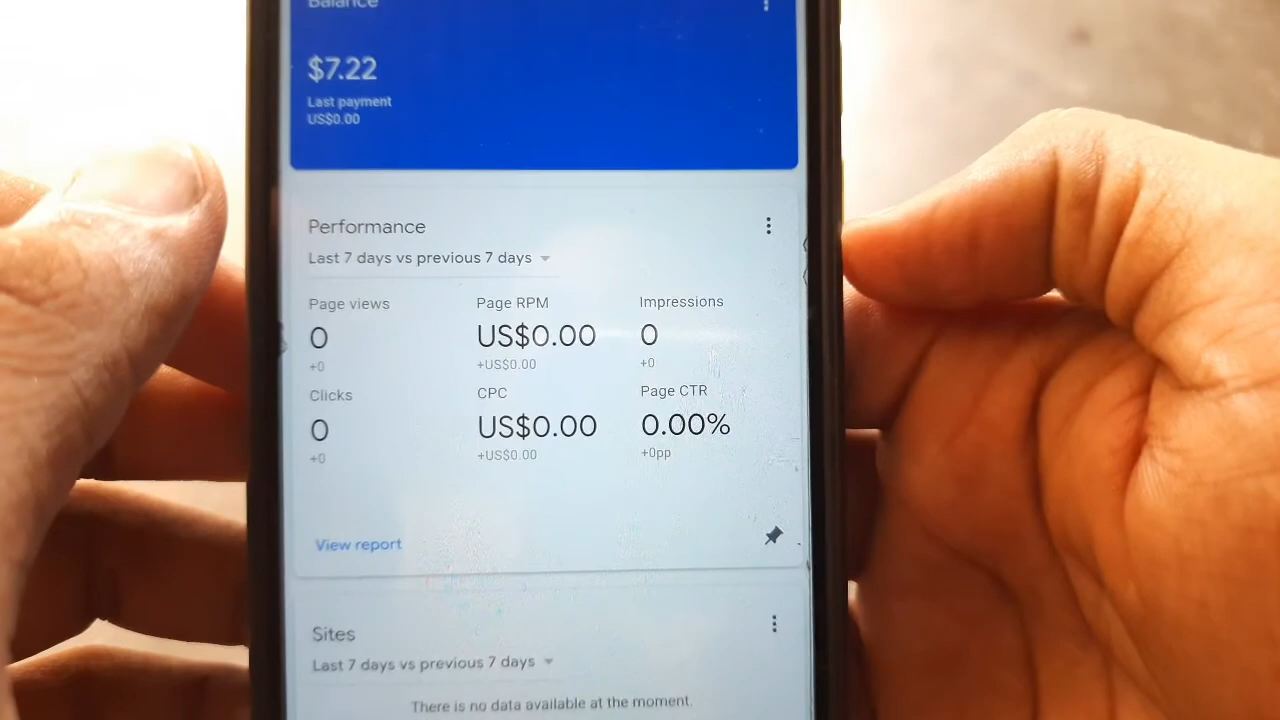 Balance
$7.22
Last payment
US$0.00
Performance
Last 7 days vs previous 7 days
Page views
Page RPM
Impressions
0
US$0.00
0
+0
+US$0.00
+0
Clicks
CPC
Page CTR
0
US$0.00
0.00%
+0
+US$0.00
+0pp
View report
Sites
Last 7 days vs previous 7 days
There is no data available at the moment.